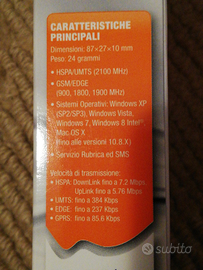 CARATTERISTICHE
PRINCIPALI
Dimensioni: 87×27×10 mm
Peso: 24 grammi
• HSPA/UMTS (2100 MHz)
• GSM/EDGE
(900, 1800, 1900 MHz)
• Sistemi Operativi: Windows XP
(SP2/SP3), Windows Vista,
Windows 7, Windows 8 Intel,
Mac OS X
(fino alle versioni 10.8.X)
• Servizio Rubrica ed SMS
Velocità di trasmissione:
• HSPA: DownLink fino a 7.2 Mbps
UpLink fino a 5.76 Mbps
• UMTS: fino a 384 Kbps
• EDGE: fino a 237 Kbps
• GPRS: fino a 85.6 Kbps
subito